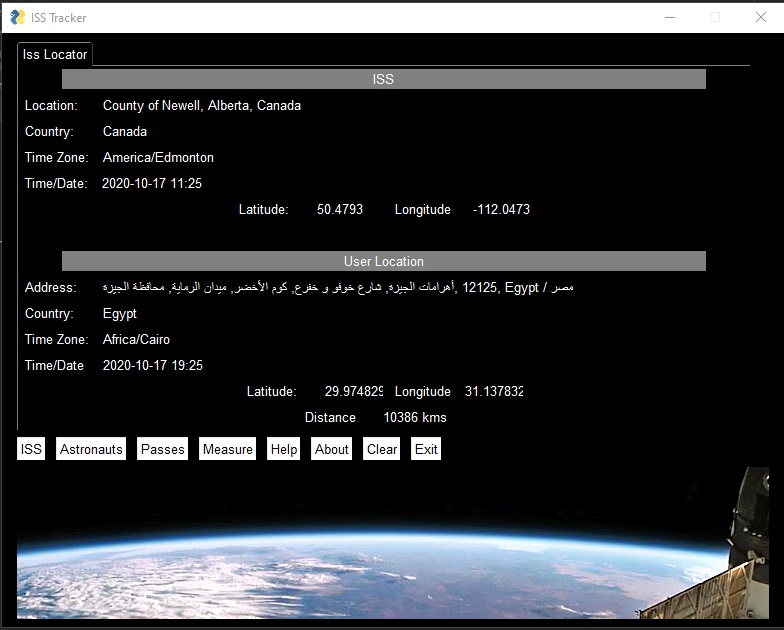 ISS Tracker
Iss Locator
ISS
Location: County of Newell, Alberta, Canada
Country: Canada
Time Zone: America/Edmonton
Time/Date: 2020-10-17 11:25
Latitude: 50.4793 Longitude -112.0473
User Location
Address: أهرامات الجيزة, شارع خوفو و خفرع, كوم الأخضر, ميدان الرماية, محافظة الجيزة, 12125, Egypt / مصر
Country: Egypt
Time Zone: Africa/Cairo
Time/Date 2020-10-17 19:25
Latitude: 29.974829 Longitude 31.137832
Distance 10386 kms
ISS Astronauts Passes Measure Help About Clear Exit